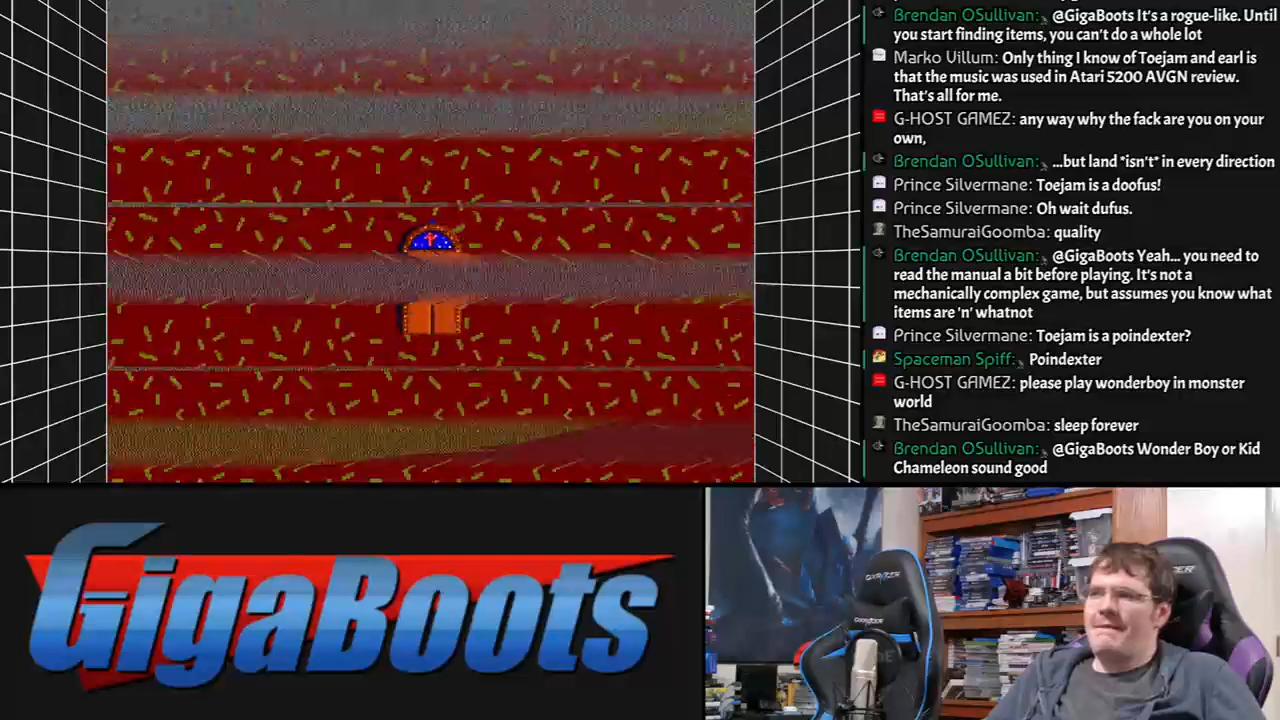 Brendan OSullivan: @GigaBoots It's a rogue-like. Until
you start finding items, you can't do a whole lot
Marko Villum: Only thing I know of Toejam and earl is
that the music was used in Atari 5200 AVGN review.
That's all for me.
G-HOST GAMEZ: any way why the fack are you on your
own,
Brendan OSullivan: ...but land *isn't* in every direction
Prince Silvermane: Toejam is a doofus!
Prince Silvermane: Oh wait dufus.
TheSamuraiGoomba: quality
Brendan OSullivan: @GigaBoots Yeah... you need to
read the manual a bit before playing. It's not a
mechanically complex game, but assumes you know what
items are 'n' whatnot
Prince Silvermane: Toejam is a poindexter?
Spaceman Spiff: Poindexter
G-HOST GAMEZ: please play wonderboy in monster
world
TheSamuraiGoomba: sleep forever
Brendan OSullivan: @GigaBoots Wonder Boy or Kid
Chameleon sound good
GigaBoots